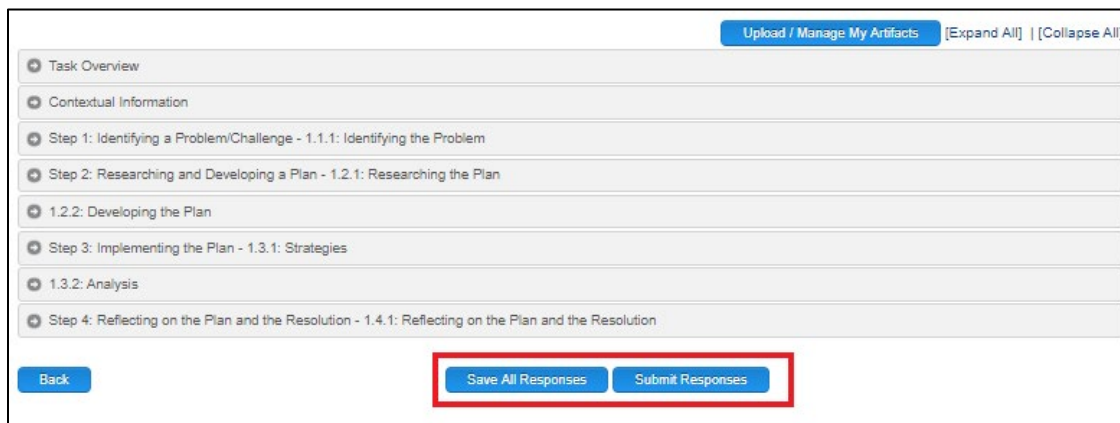 Upload / Manage My Artifacts [Expand All] | [Collapse All]
Task Overview
Contextual Information
Step 1: Identifying a Problem/Challenge - 1.1.1: Identifying the Problem
Step 2: Researching and Developing a Plan - 1.2.1: Researching the Plan
1.2.2: Developing the Plan
Step 3: Implementing the Plan - 1.3.1: Strategies
1.3.2: Analysis
Step 4: Reflecting on the Plan and the Resolution - 1.4.1: Reflecting on the Plan and the Resolution
Back Save All Responses Submit Responses